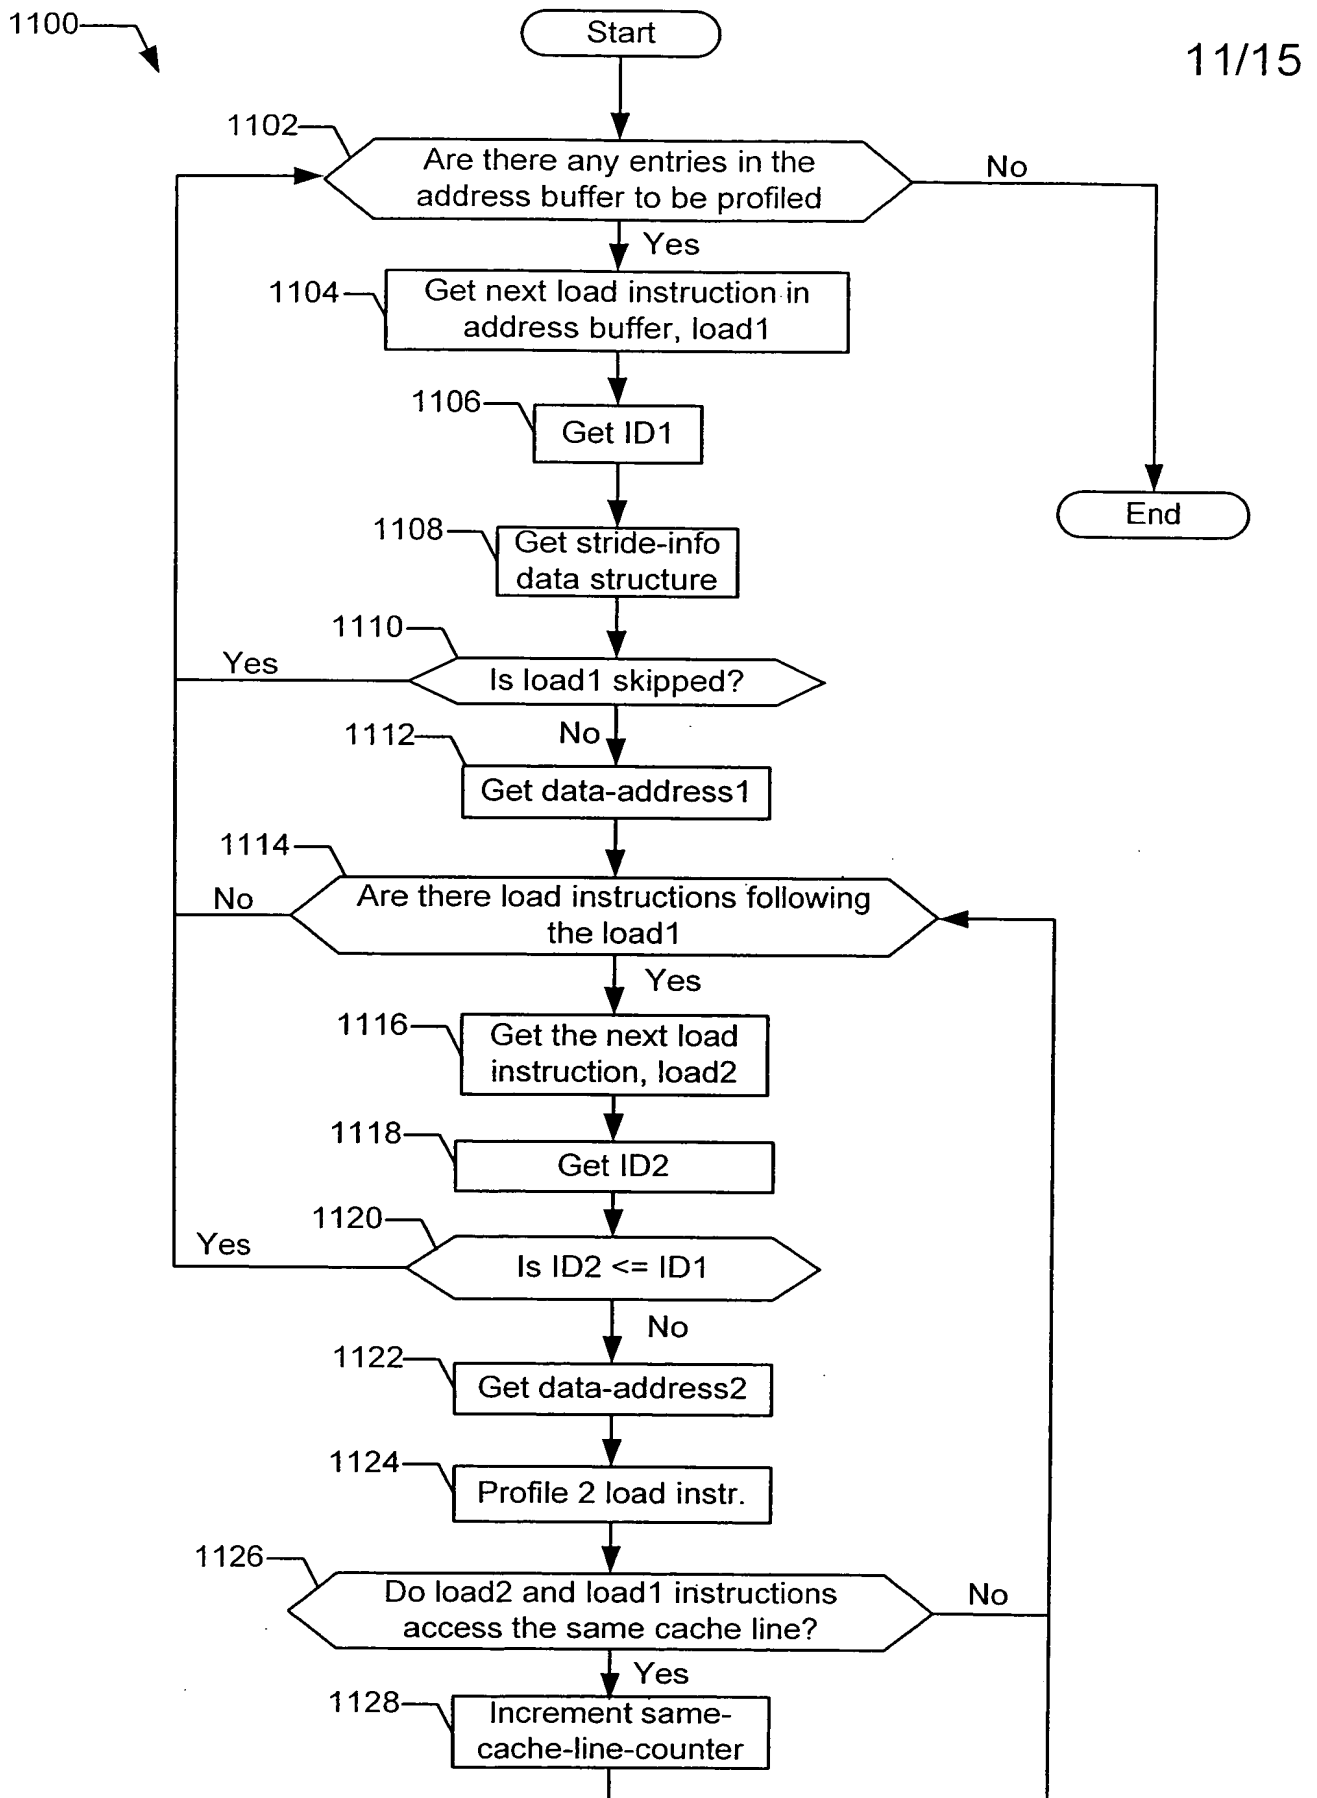 1100
Start
11/15
1102
Are there any entries in the
address buffer to be profiled
No
Yes
1104
Get next load instruction in
address buffer, load1
1106
Get ID1
End
1108
Get stride-info
data structure
1110
Yes
Is load1 skipped?
No
1112
Get data-address1
1114
Are there load instructions following
the load1
No
Yes
1116
Get the next load
instruction, load2
1118
Get ID2
1120
Yes
Is ID2 <= ID1
No
1122
Get data-address2
1124
Profile 2 load instr.
1126
Do load2 and load1 instructions
access the same cache line?
No
Yes
1128
Increment same-
cache-line-counter